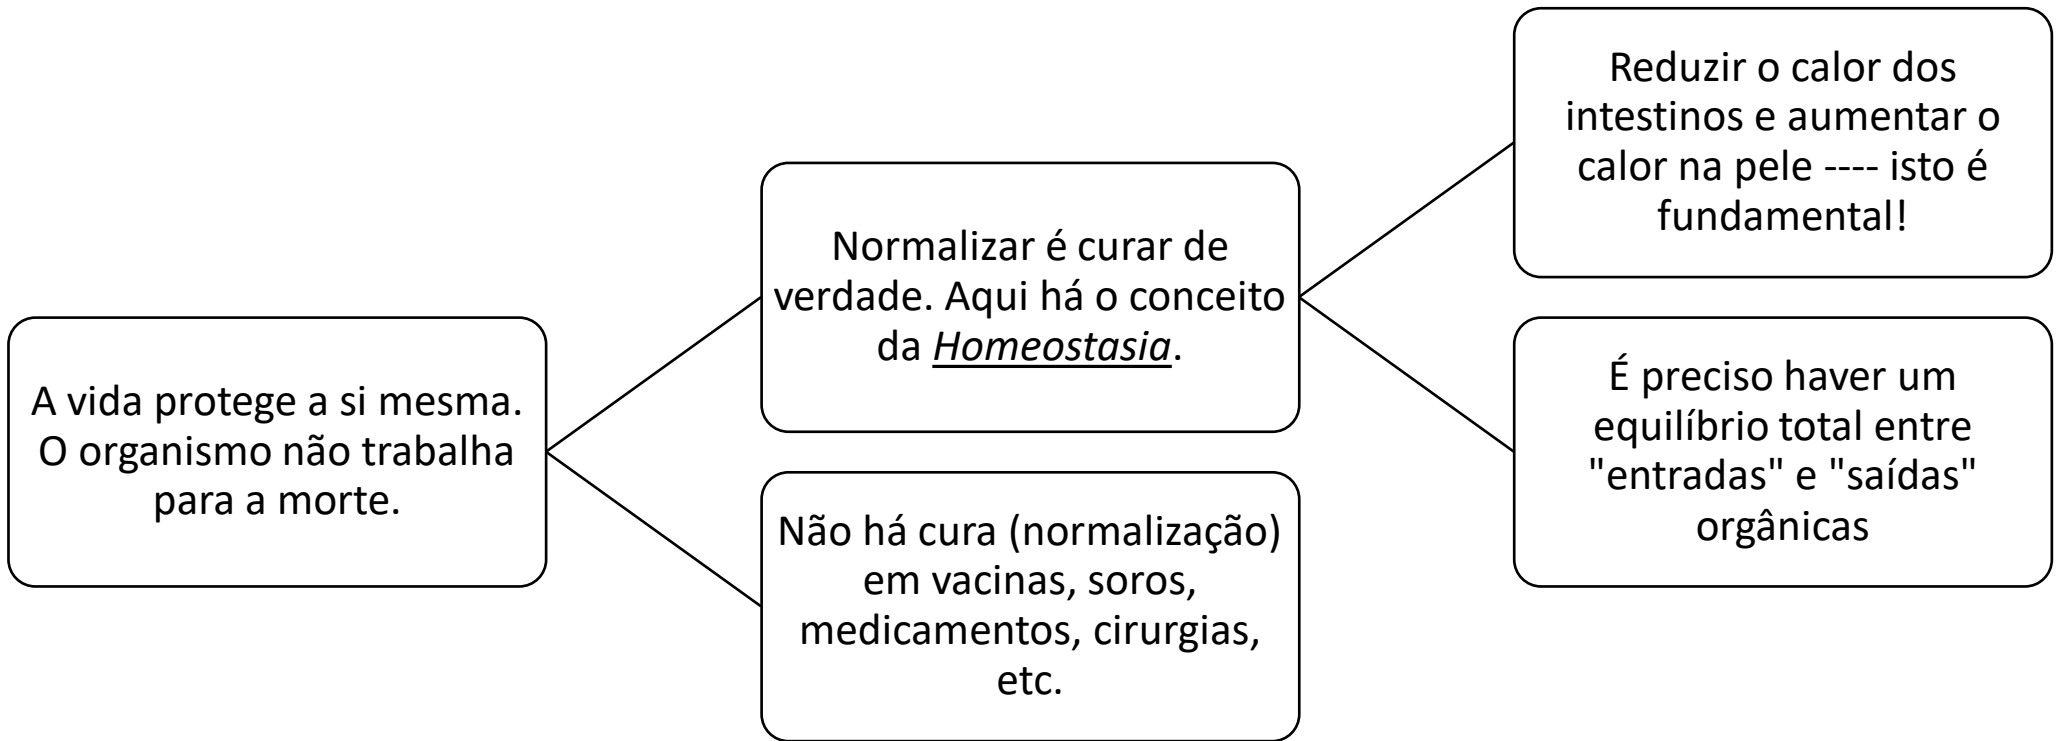 A vida protege a si mesma.
O organismo não trabalha
para a morte.
Normalizar é curar de
verdade. Aqui há o conceito
da Homeostasia.
Reduzir o calor dos
intestinos e aumentar o
calor na pele ---- isto é
fundamental!
É preciso haver um
equilíbrio total entre
"entradas" e "saídas"
orgânicas
Não há cura (normalização)
em vacinas, soros,
medicamentos, cirurgias,
etc.